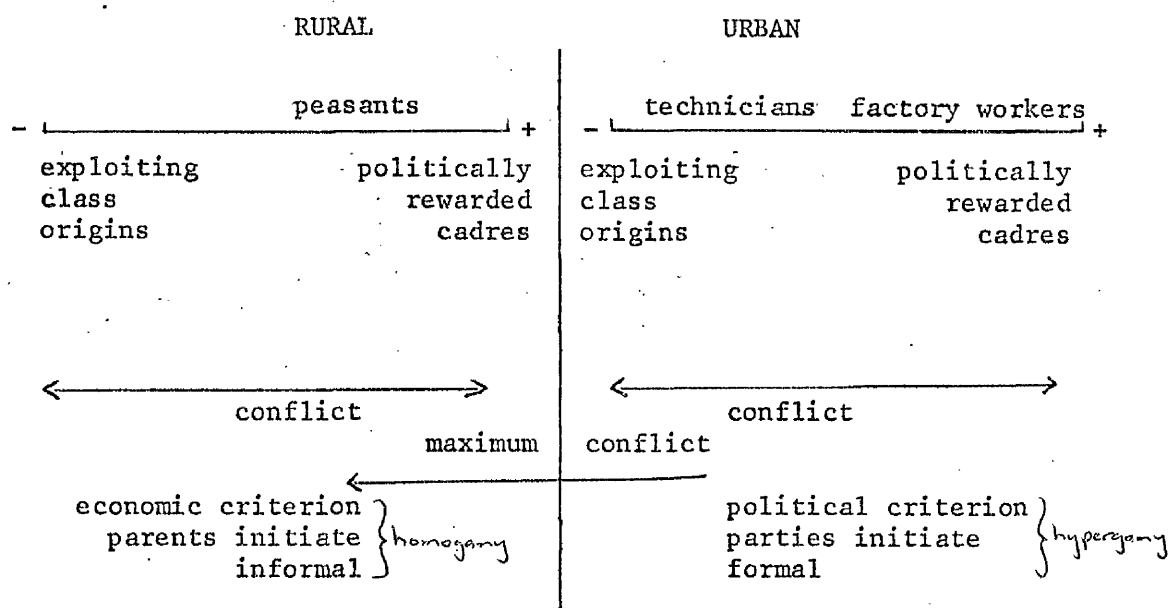 RURAL URBAN
peasants technicians factory workers
- + - +
exploiting politically exploiting politically
class rewarded class rewarded
origins cadres origins cadres
conflict conflict
maximum conflict
economic criterion political criterion
parents initiate homogamy parties initiate hypergamy
informal formal